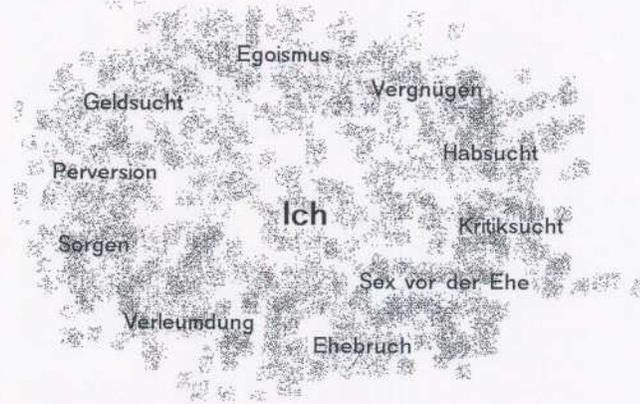 Egoismus
Vergnügen
Geldsucht
Habsucht
Perversion
Ich
Kritiksucht
Sorgen
Sex vor der Ehe
Verleumdung
Ehebruch